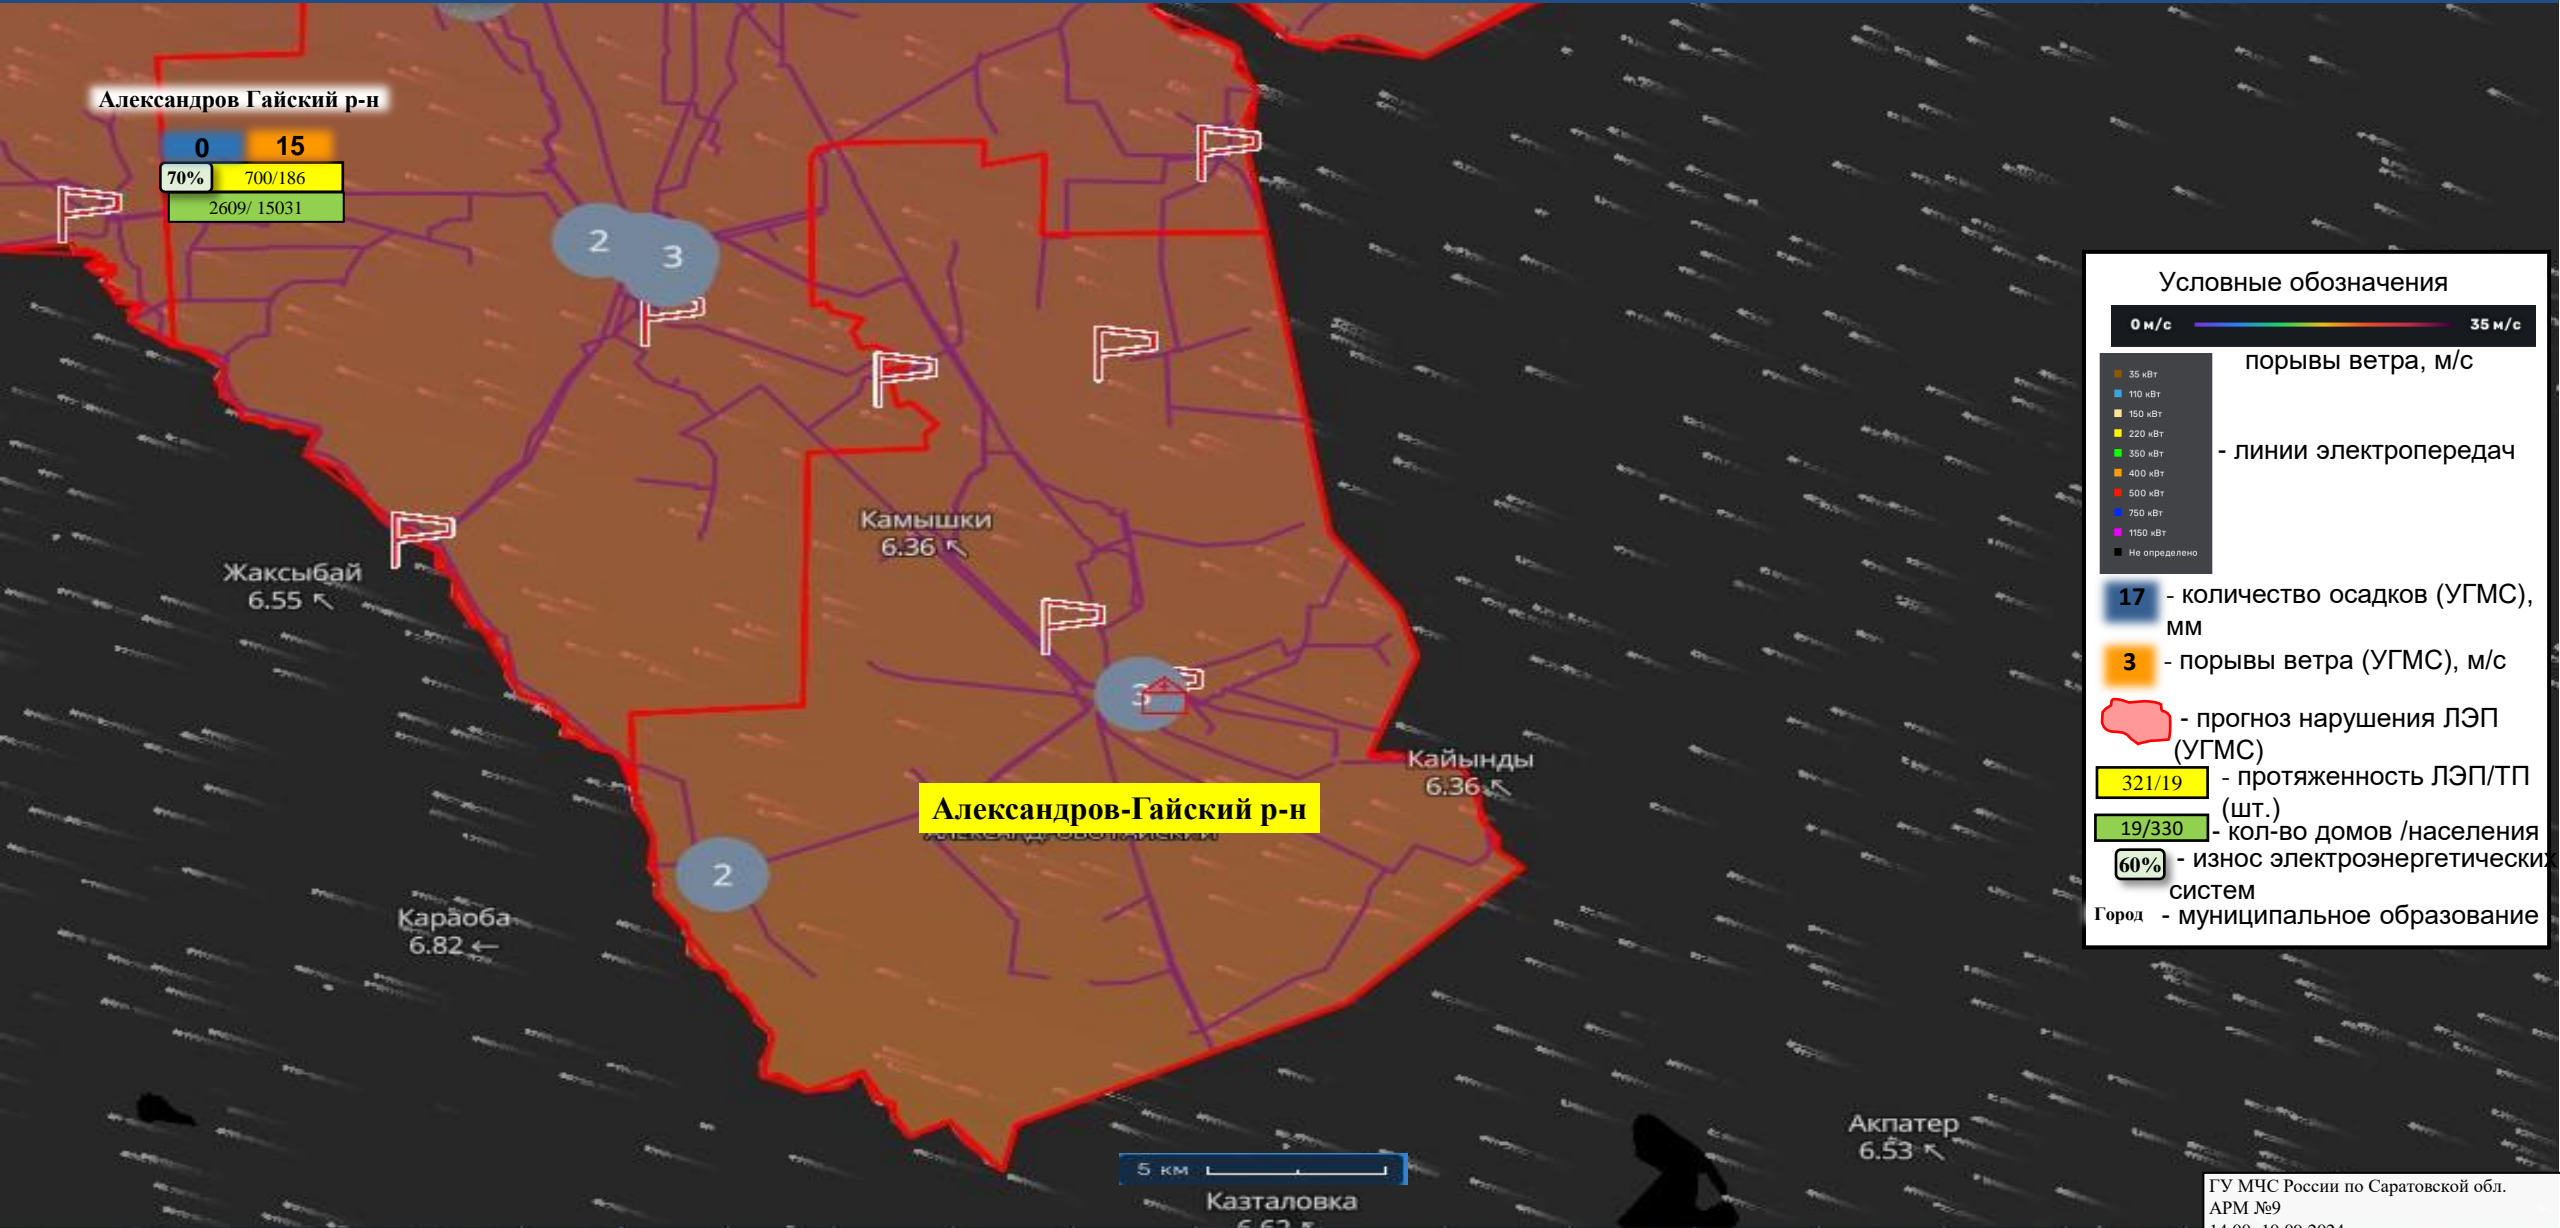 Александров Гайский р-н
0 15
70% 700/186
2609/ 15031
2
3
Камышки
6.36 ↖
Жаксыбай
6.55 ↖
3
Кайынды
6.36 ↖
Александров-Гайский р-н
2
Караоба
6.82 ←
Акпатер
6.53 ↖
5 км
Казталовка
Условные обозначения
0 м/с 35 м/с
порывы ветра, м/с
35 кВт
110 кВт
150 кВт
220 кВт
350 кВт
400 кВт
500 кВт
750 кВт
1150 кВт
Не определено
- линии электропередач
17 - количество осадков (УГМС),
мм
3 - порывы ветра (УГМС), м/с
- прогноз нарушения ЛЭП
(УГМС)
321/19 - протяженность ЛЭП/ТП
(шт.)
19/330 - кол-во домов /населения
60% - износ электроэнергетических
систем
Город - муниципальное образование
ГУ МЧС России по Саратовской обл.
АРМ №9